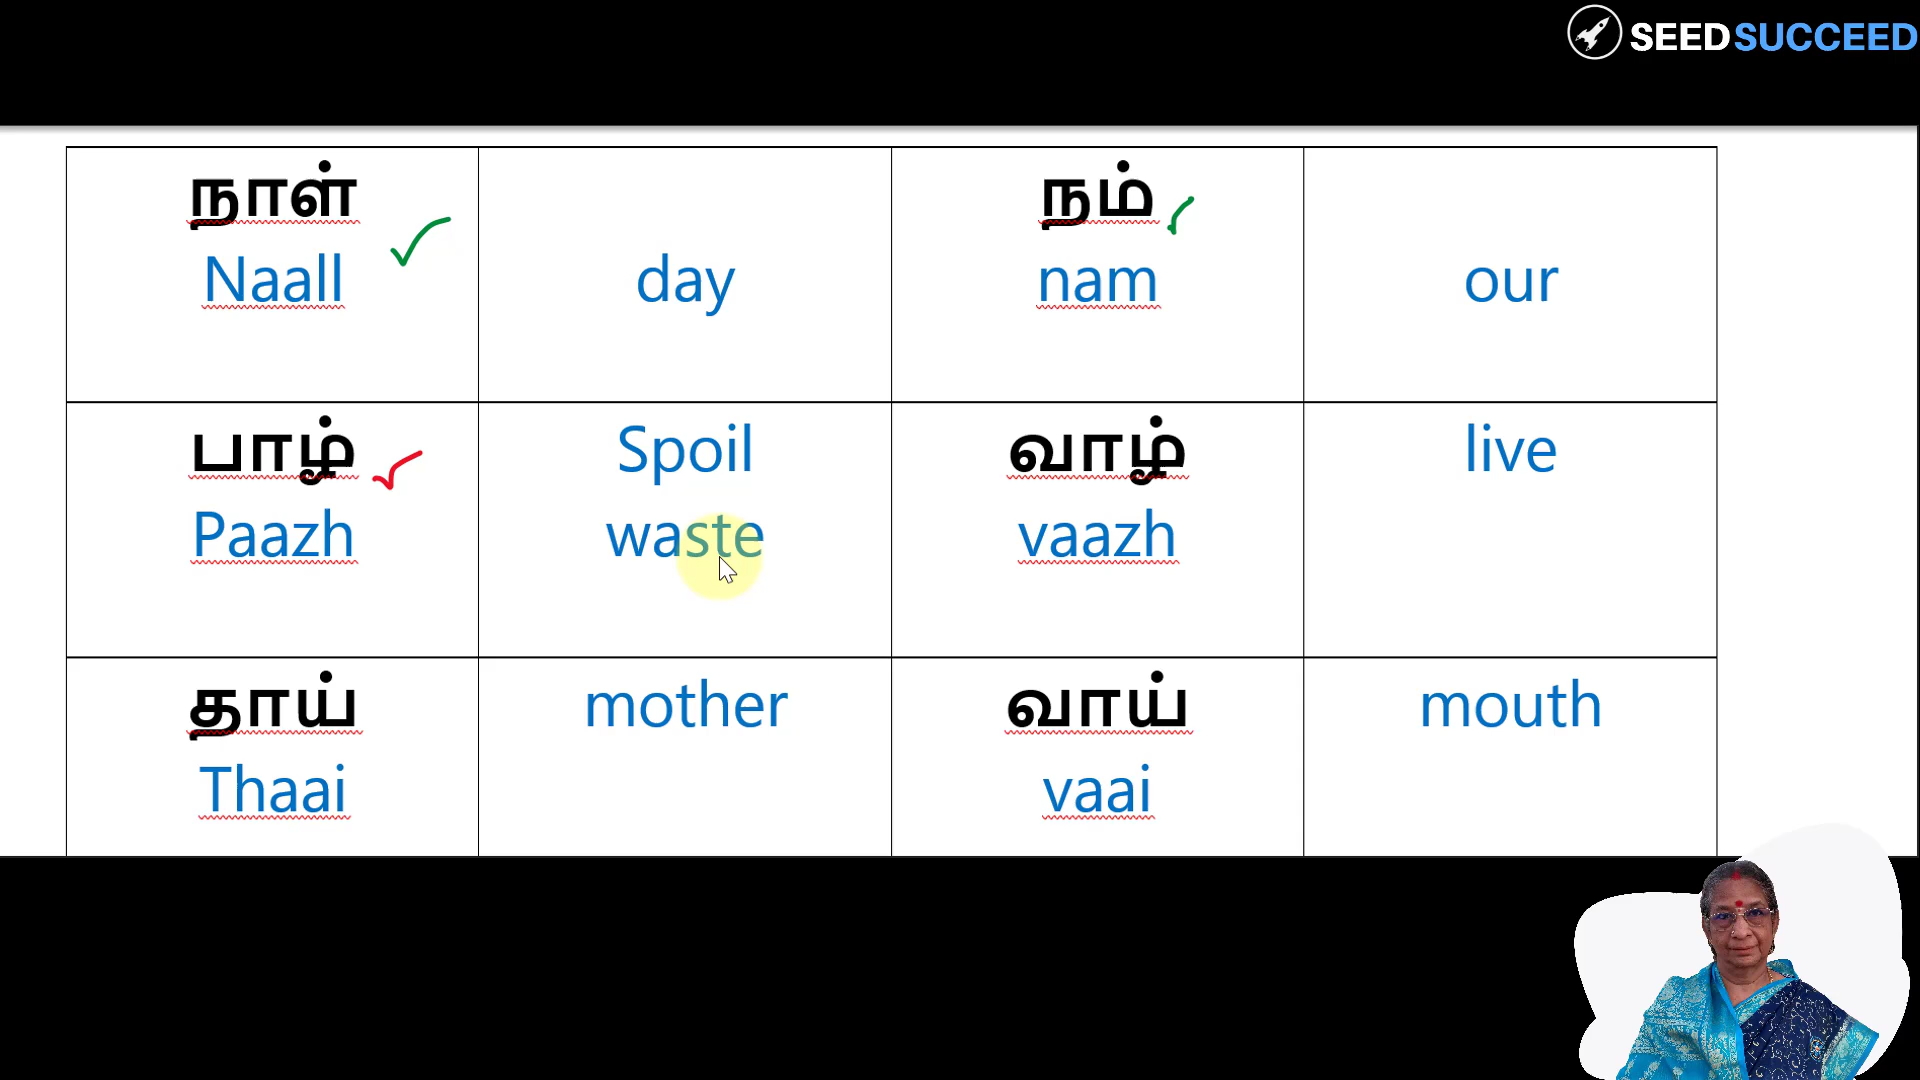 SEEDSUCCEED
நாள்
Naall
day
நம்
nam
our
பாழ்
Paazh
Spoil
waste
வாழ்
vaazh
live
தாய்
Thaai
mother
வாய்
vaai
mouth